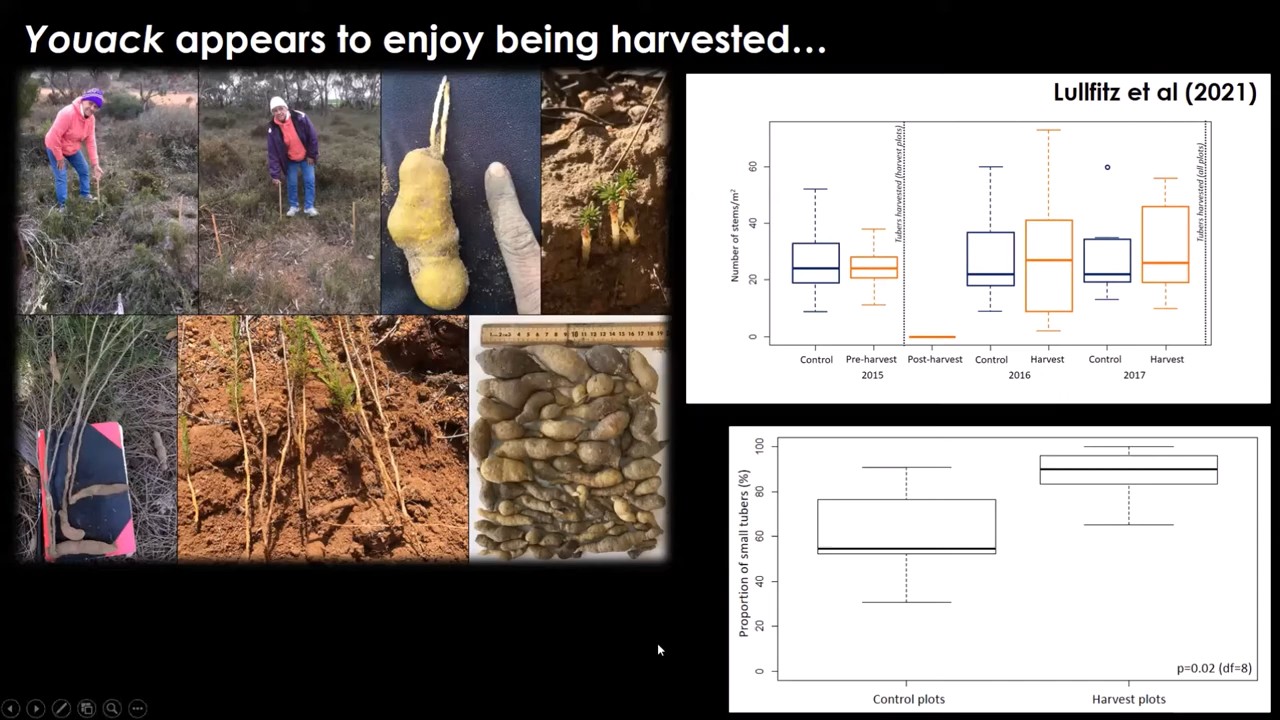 Youack appears to enjoy being harvested…
Lullfitz et al (2021)
Number of stems/m²
60
40
20
0
Tubers harvested (harvest plots)
Tubers harvested (all plots)
Control
Pre-harvest
Post-harvest
Control
Harvest
Control
Harvest
2015
2016
2017
Proportion of small tubers (%)
100
80
60
40
20
0
p=0.02 (df=8)
Control plots
Harvest plots